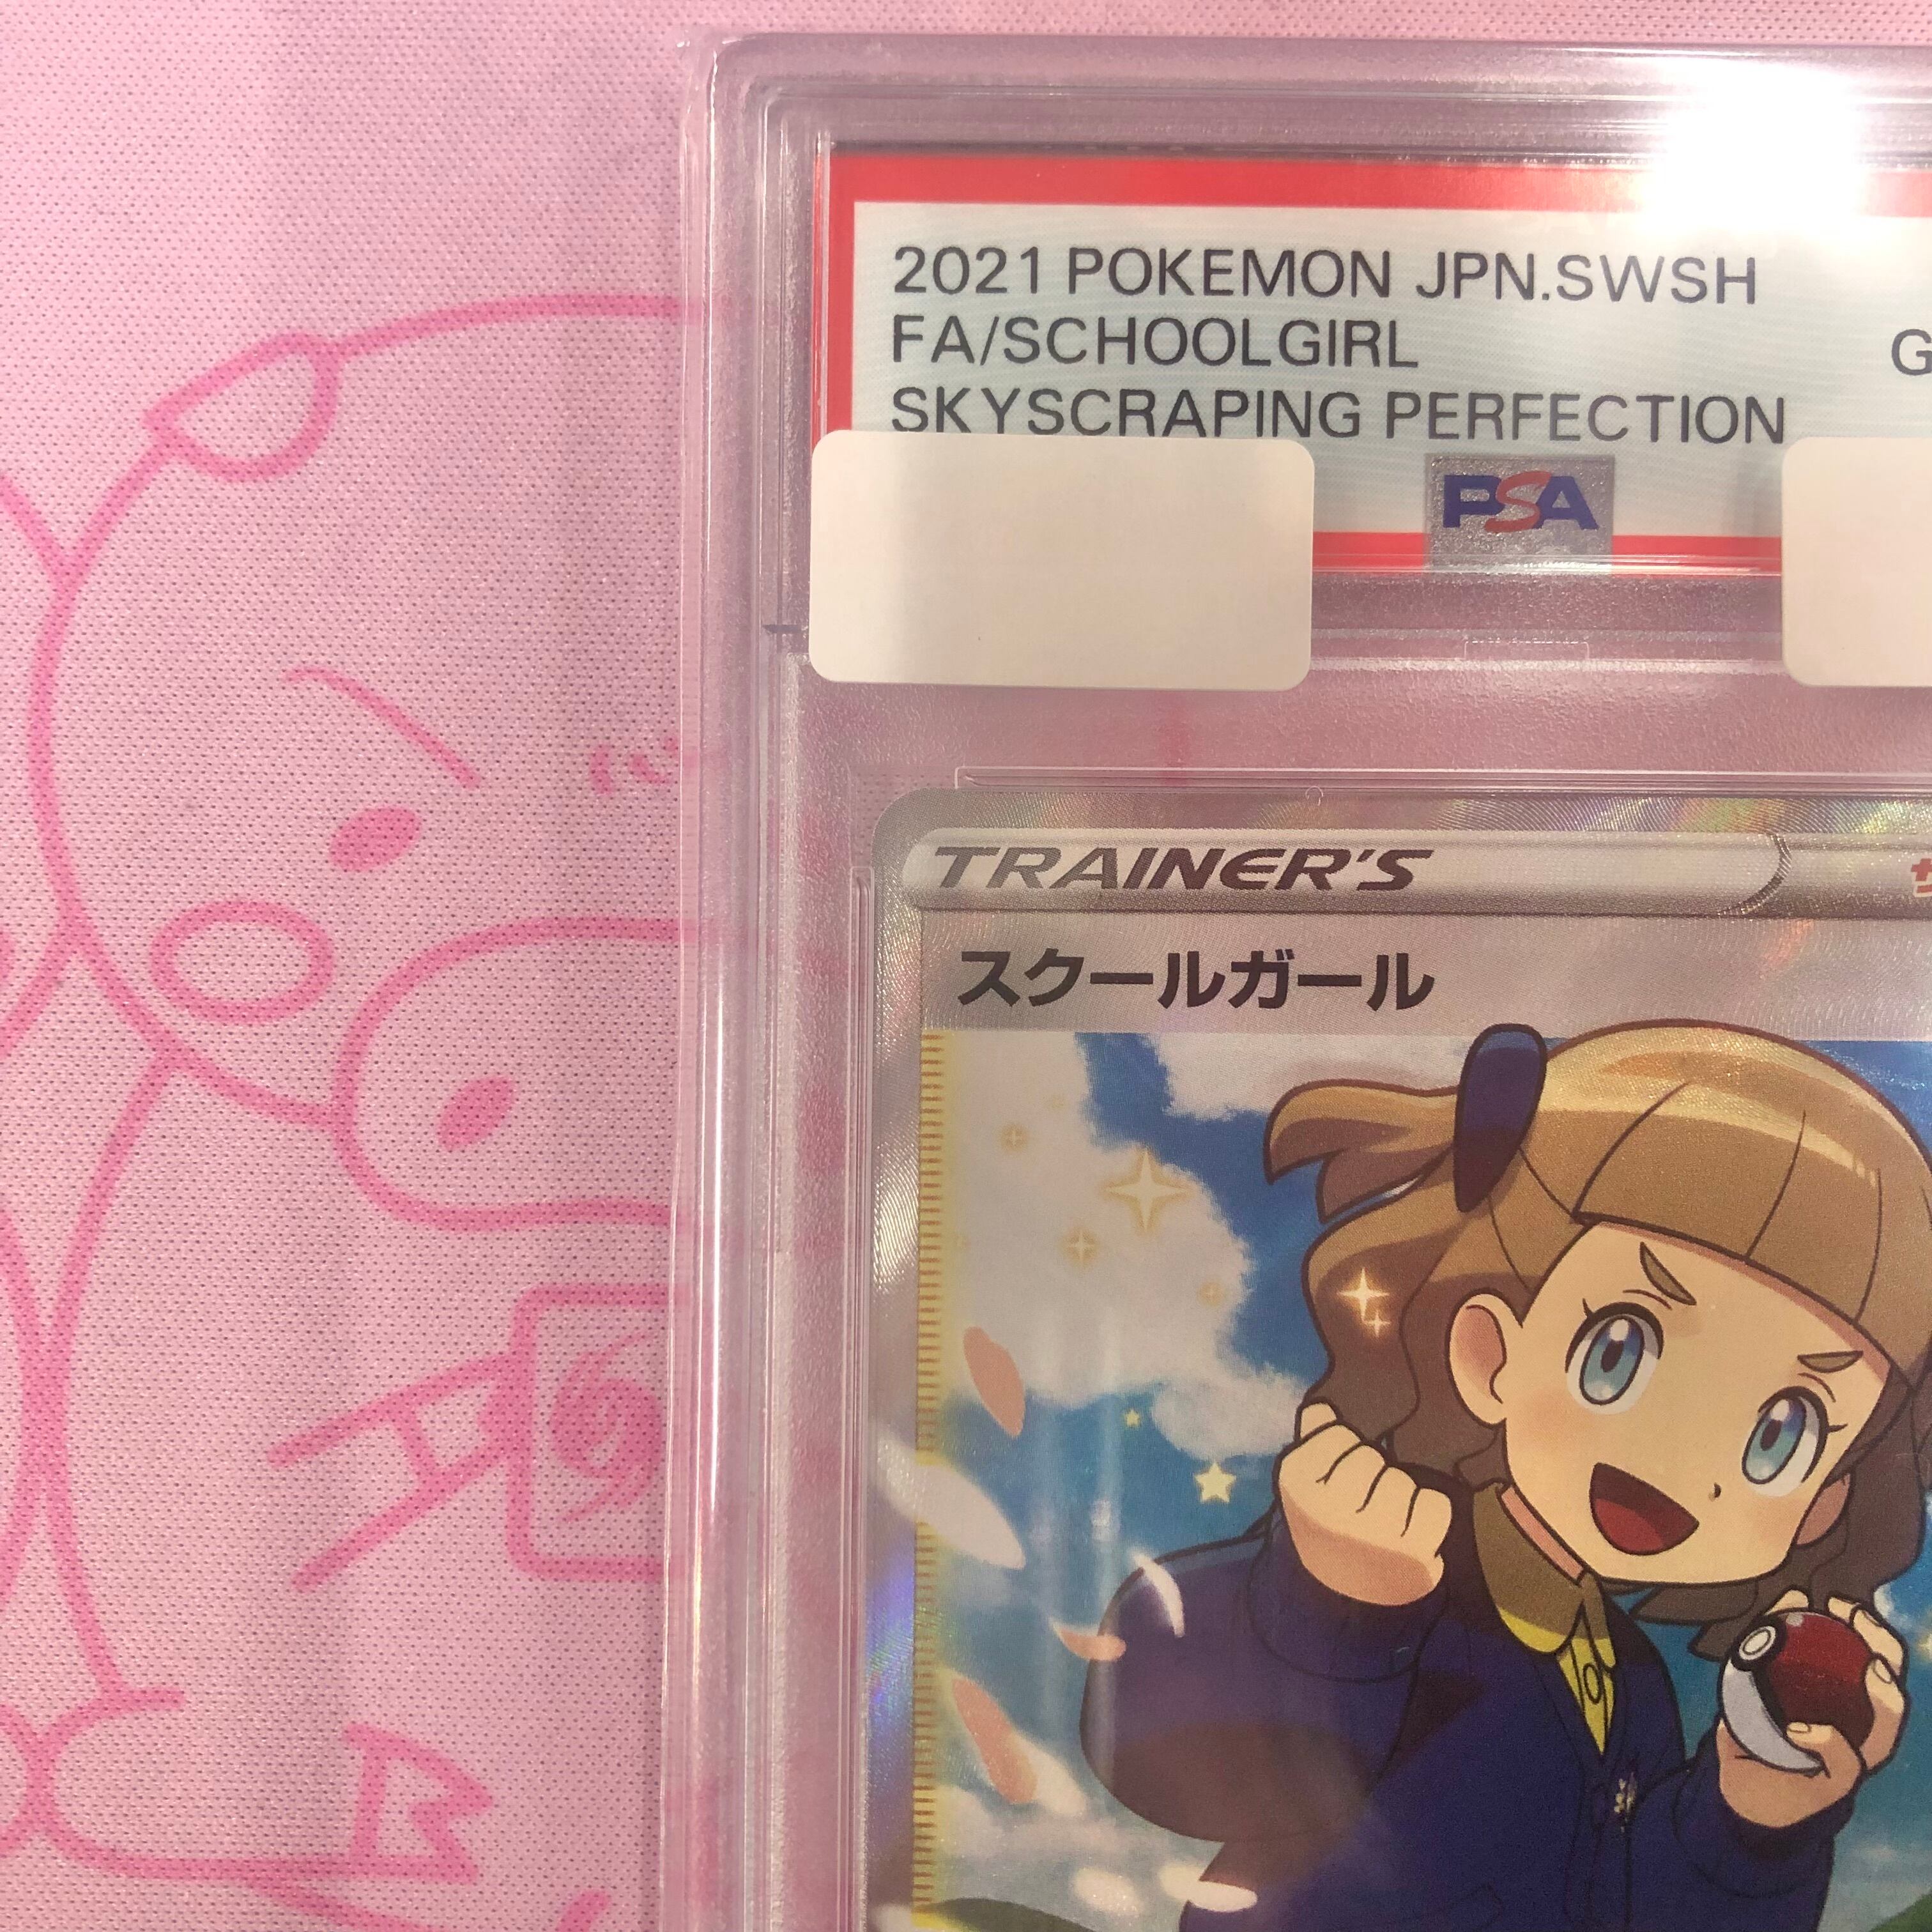 2021 POKEMON JPN.SWSH
FA/SCHOOLGIRL
G
SKYSCRAPING PERFECTION
PSA
TRAINER'S
スクールガール